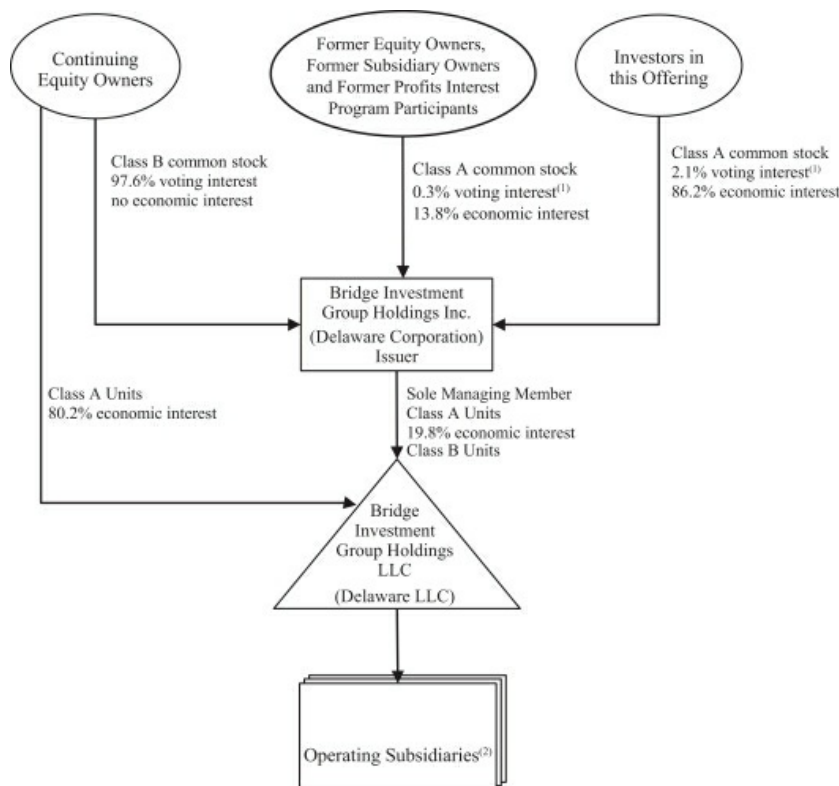 Continuing
Equity Owners
Former Equity Owners,
Former Subsidiary Owners
and Former Profits Interest
Program Participants
Investors in
this Offering
Class B common stock
97.6% voting interest
no economic interest
Class A common stock
0.3% voting interest(1)
13.8% economic interest
Class A common stock
2.1% voting interest(1)
86.2% economic interest
Bridge Investment
Group Holdings Inc.
(Delaware Corporation)
Issuer
Class A Units
80.2% economic interest
Sole Managing Member
Class A Units
19.8% economic interest
Class B Units
Bridge
Investment
Group Holdings
LLC
(Delaware LLC)
Operating Subsidiaries(2)